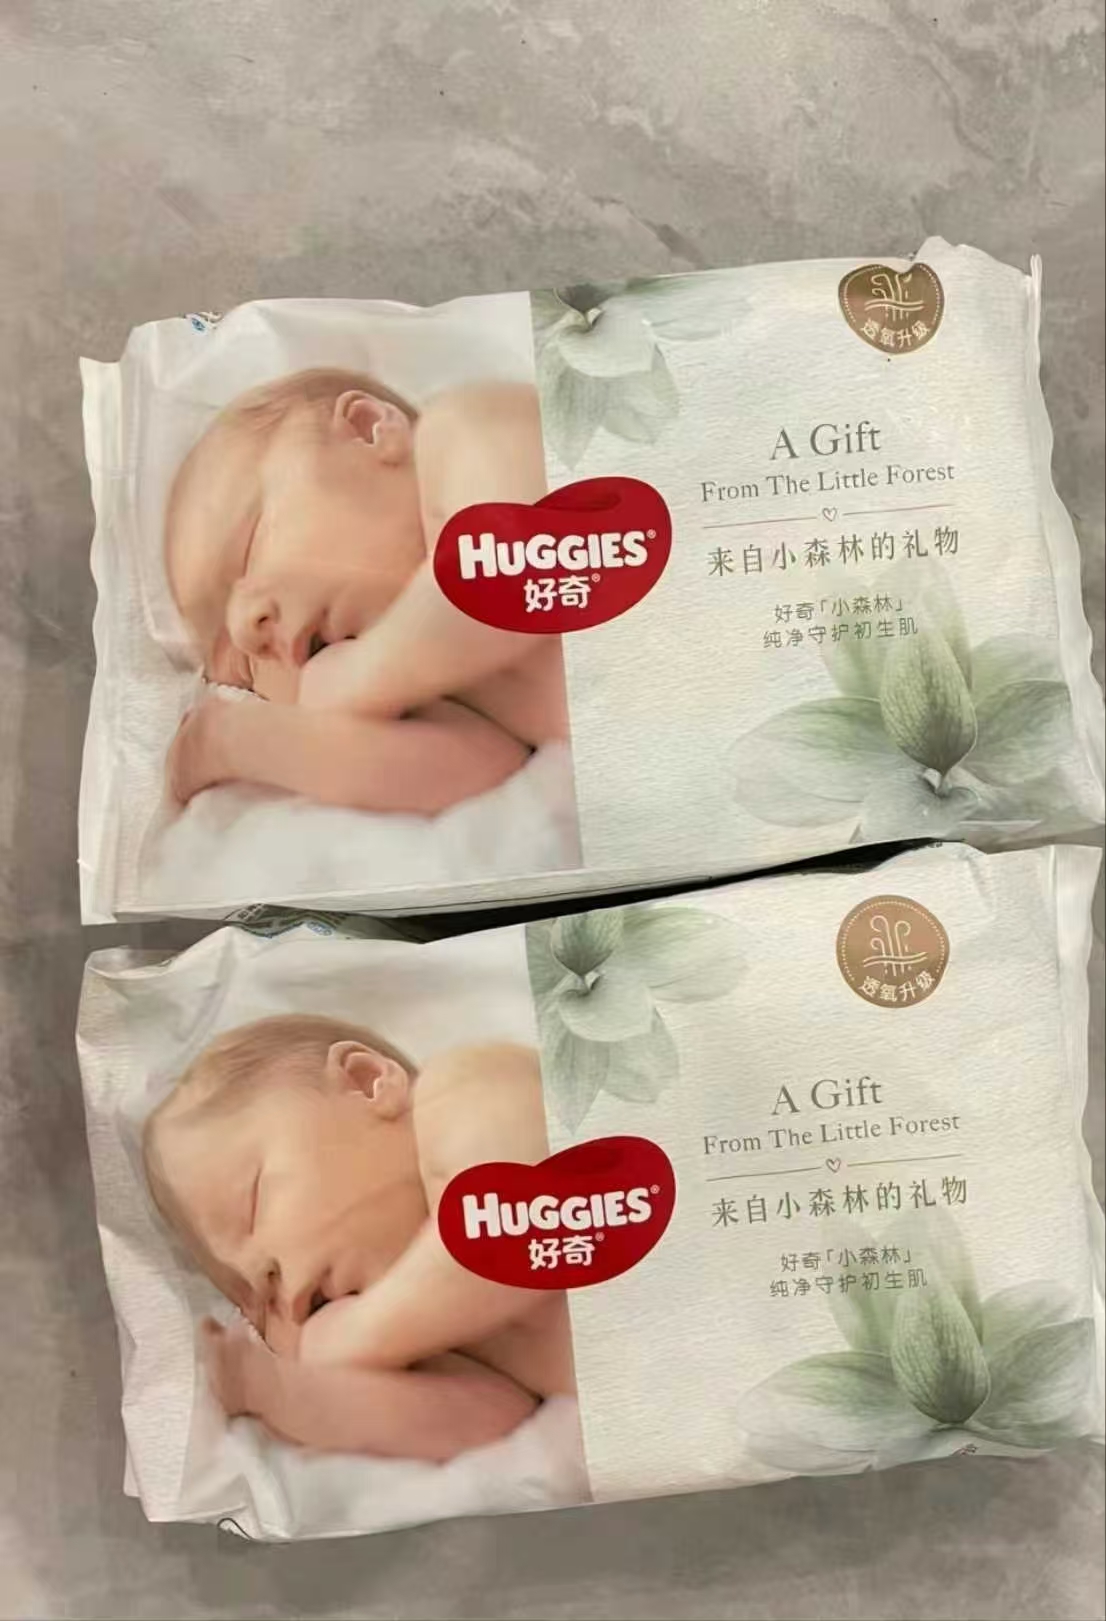 透氧升级
A Gift
From The Little Forest
来自小森林的礼物
HUGGIES®
好奇®
好奇「小森林」
纯净守护初生肌
透氧升级
A Gift
From The Little Forest
来自小森林的礼物
HUGGIES®
好奇®
好奇「小森林」
纯净守护初生肌